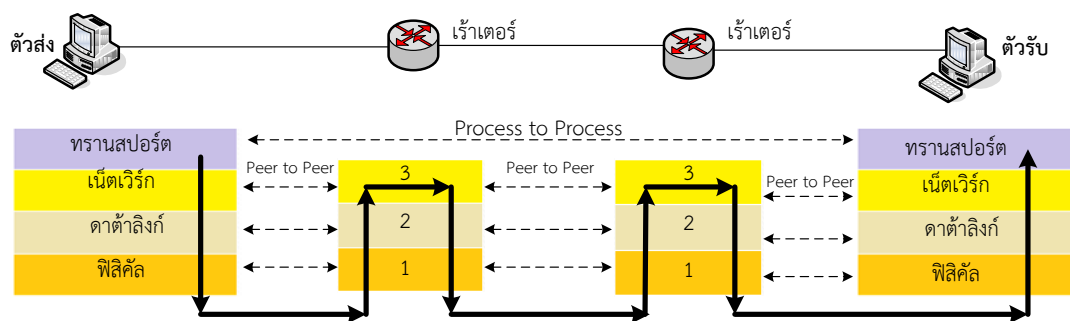 ตัวส่ง
เร้าเตอร์
เร้าเตอร์
ตัวรับ
Process to Process
ทรานสปอร์ต
ทรานสปอร์ต
Peer to Peer
3
Peer to Peer
3
Peer to Peer
เน็ตเวิร์ก
เน็ตเวิร์ก
ดาต้าลิงก์
2
2
ดาต้าลิงก์
ฟิสิคัล
1
1
ฟิสิคัล